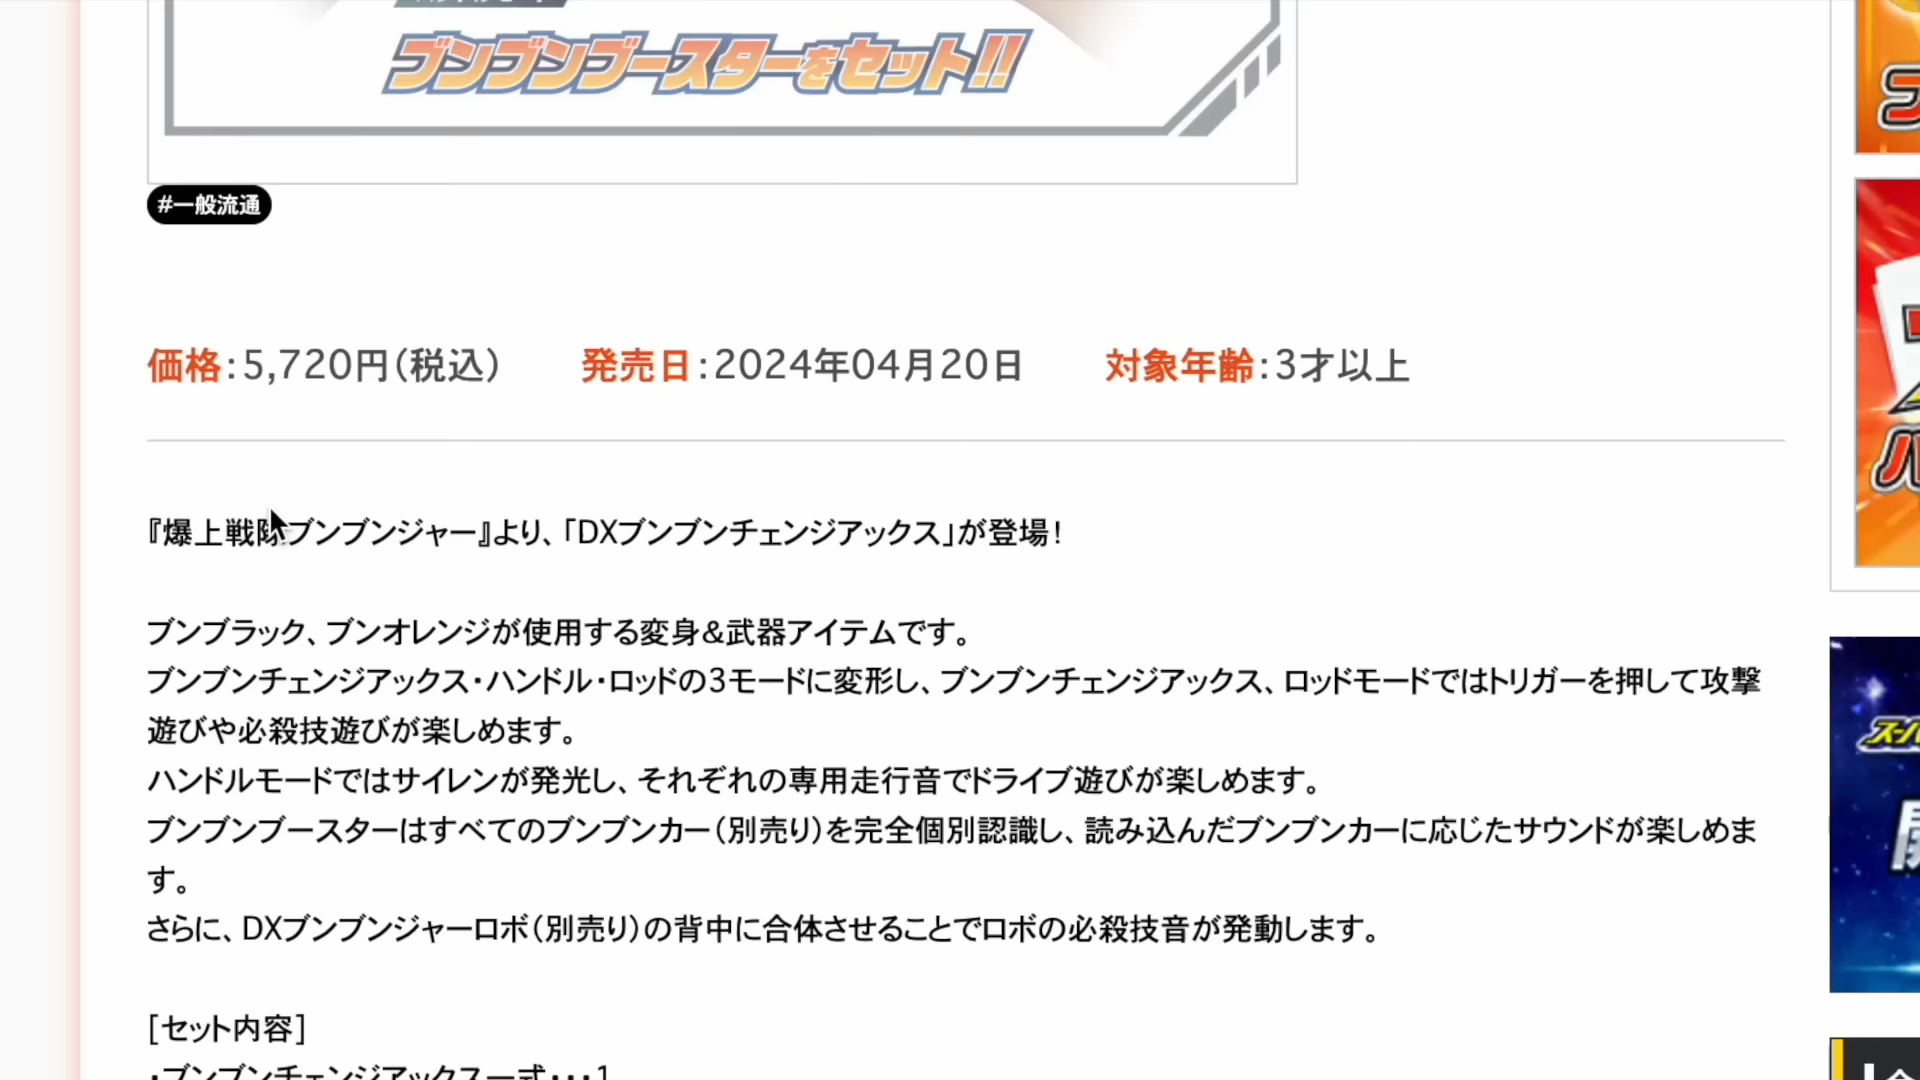 ブンブンブースターをセット!!
#一般流通
価格：5,720円（税込） 発売日：2024年04月20日 対象年齢：3才以上
『爆上戦隊ブンブンジャー』より、「DXブンブンチェンジアックス」が登場！
ブンブラック、ブンオレンジが使用する変身&武器アイテムです。
ブンブンチェンジアックス・ハンドル・ロッドの3モードに変形し、ブンブンチェンジアックス、ロッドモードではトリガーを押して攻撃
遊びや必殺技遊びが楽しめます。
ハンドルモードではサイレンが発光し、それぞれの専用走行音でドライブ遊びが楽しめます。
ブンブンブースターはすべてのブンブンカー（別売り）を完全個別認識し、読み込んだブンブンカーに応じたサウンドが楽しめま
す。
さらに、DXブンブンジャーロボ（別売り）の背中に合体させることでロボの必殺技音が発動します。
[セット内容]
・ブンブンチェンジアックス一式・・・1